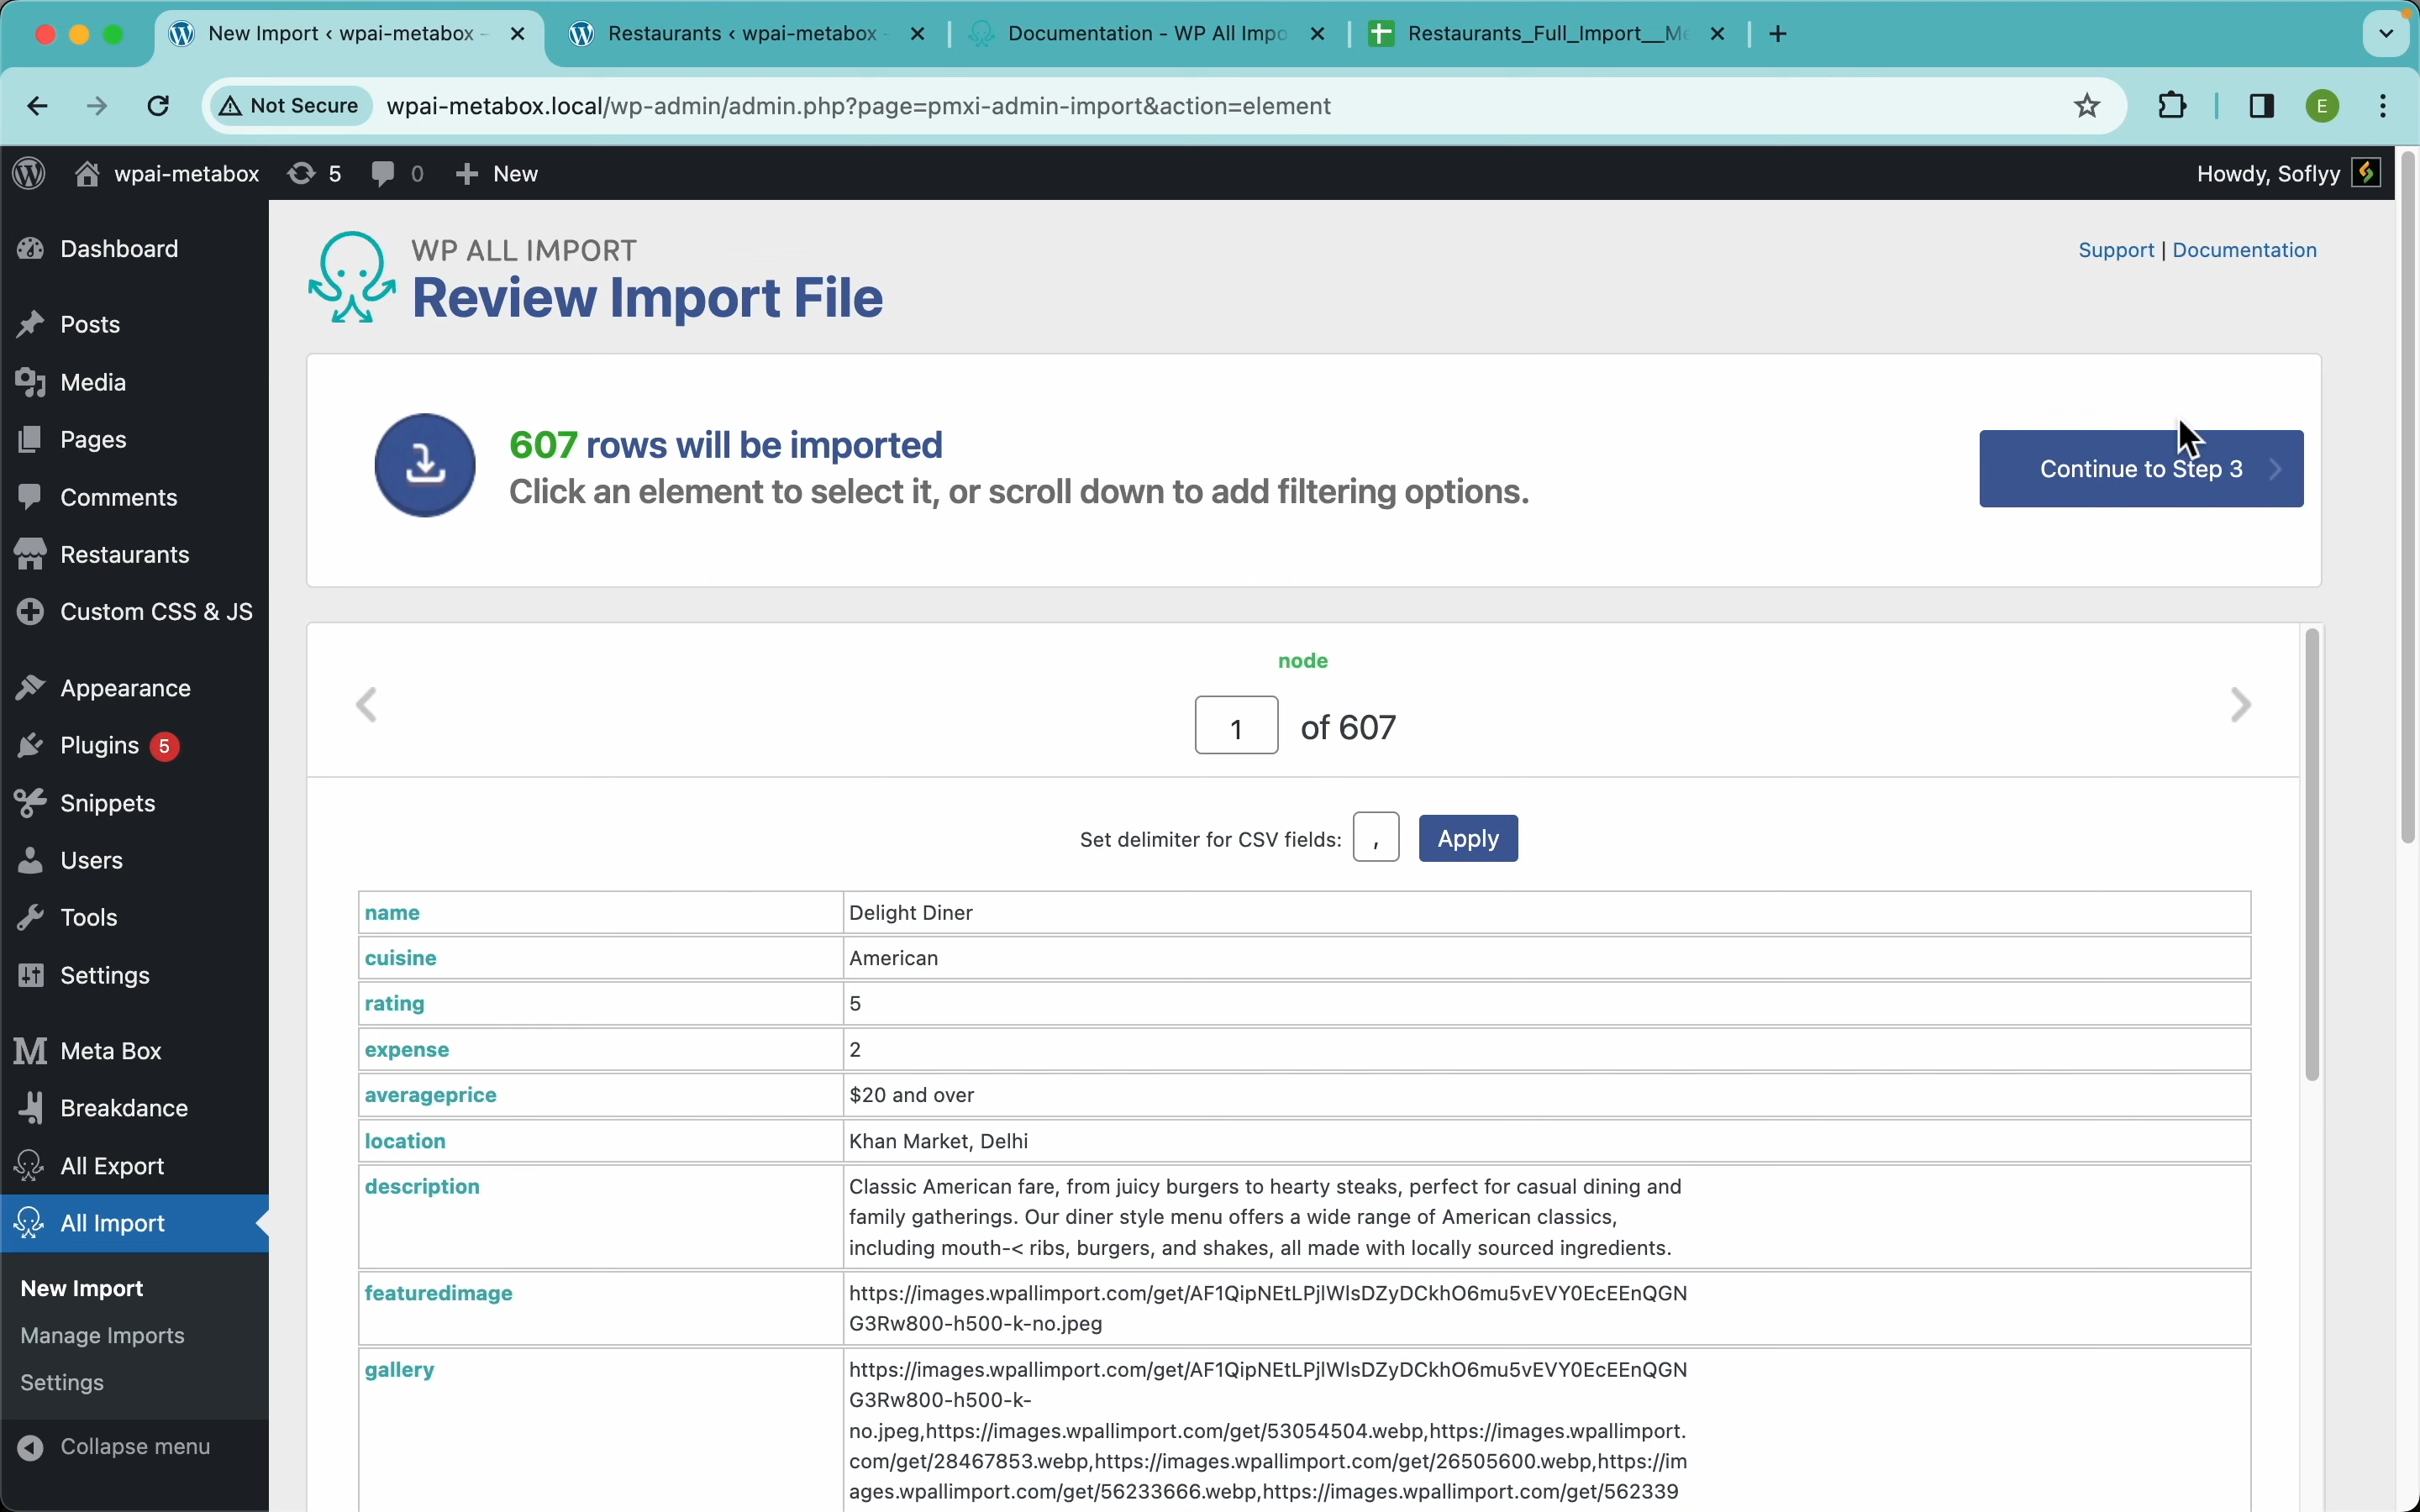 New Import ‹ wpai-metabox -
Restaurants ‹ wpai-metabox -
Documentation - WP All Impo
Restaurants_Full_Import__Me
Not Secure
wpai-metabox.local/wp-admin/admin.php?page=pmxi-admin-import&action=element
E
wpai-metabox
5
0
New
Howdy, Soflyy
Dashboard
Posts
Media
Pages
Comments
Restaurants
Custom CSS & JS
Appearance
Plugins 5
Snippets
Users
Tools
Settings
Meta Box
Breakdance
All Export
All Import
New Import
Manage Imports
Settings
Collapse menu
WP ALL IMPORT
Review Import File
Support | Documentation
607 rows will be imported
Click an element to select it, or scroll down to add filtering options.
Continue to Step 3
node
1 of 607
Set delimiter for CSV fields: , Apply
name Delight Diner
cuisine American
rating 5
expense 2
averageprice $20 and over
location Khan Market, Delhi
description Classic American fare, from juicy burgers to hearty steaks, perfect for casual dining and
family gatherings. Our diner style menu offers a wide range of American classics,
including mouth-< ribs, burgers, and shakes, all made with locally sourced ingredients.
featuredimage https://images.wpallimport.com/get/AF1QipNEtLPjlWlsDZyDCkhO6mu5vEVY0EcEEnQGN
G3Rw800-h500-k-no.jpeg
gallery https://images.wpallimport.com/get/AF1QipNEtLPjlWlsDZyDCkhO6mu5vEVY0EcEEnQGN
G3Rw800-h500-k-
no.jpeg,https://images.wpallimport.com/get/53054504.webp,https://images.wpallimport.
com/get/28467853.webp,https://images.wpallimport.com/get/26505600.webp,https://im
ages.wpallimport.com/get/56233666.webp,https://images.wpallimport.com/get/562339